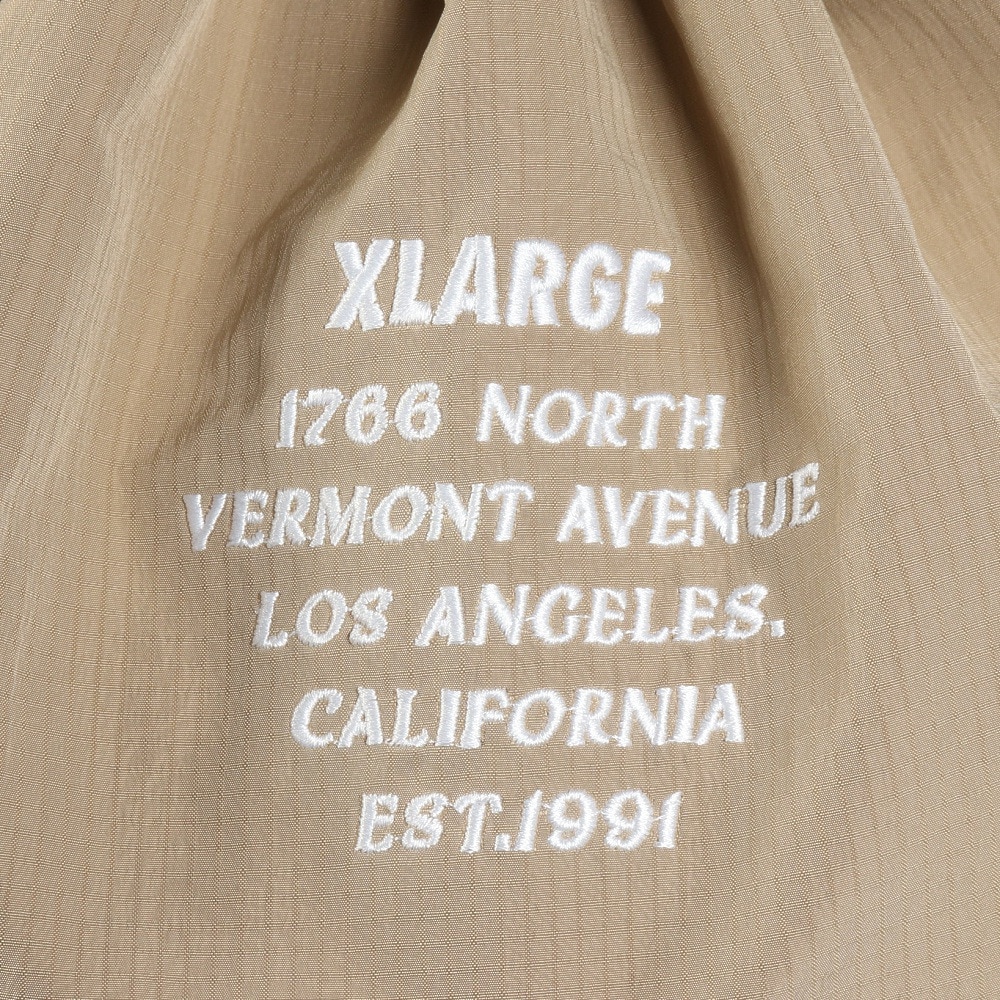 XLARGE
1766 NORTH
VERMONT AVENUE
LOS ANGELES.
CALIFORNIA
EST.1991